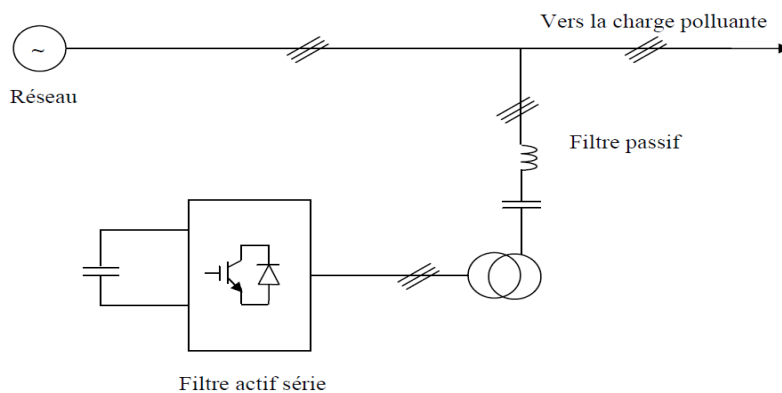 Vers la charge polluante
~
Réseau
Filtre passif
Filtre actif série